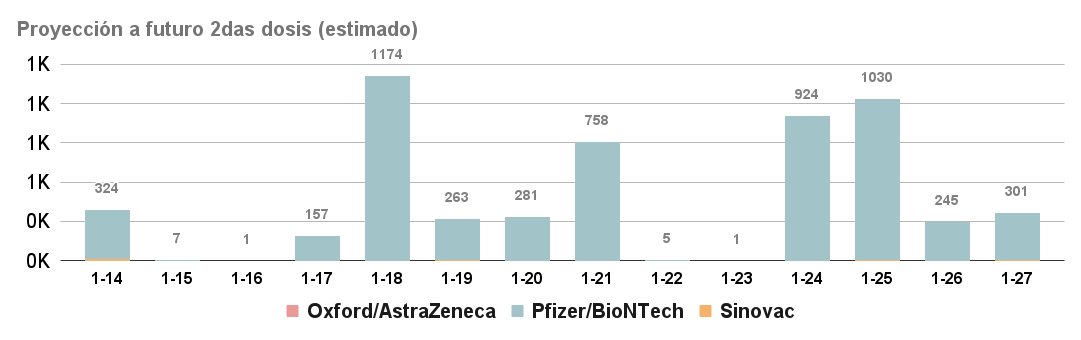 Proyección a futuro 2das dosis (estimado)
1K
1K
1K
1K
0K
0K
324
7
1
157
1174
263
281
758
5
1
924
1030
245
301
1-14 1-15 1-16 1-17 1-18 1-19 1-20 1-21 1-22 1-23 1-24 1-25 1-26 1-27
Oxford/AstraZeneca Pfizer/BioNTech Sinovac